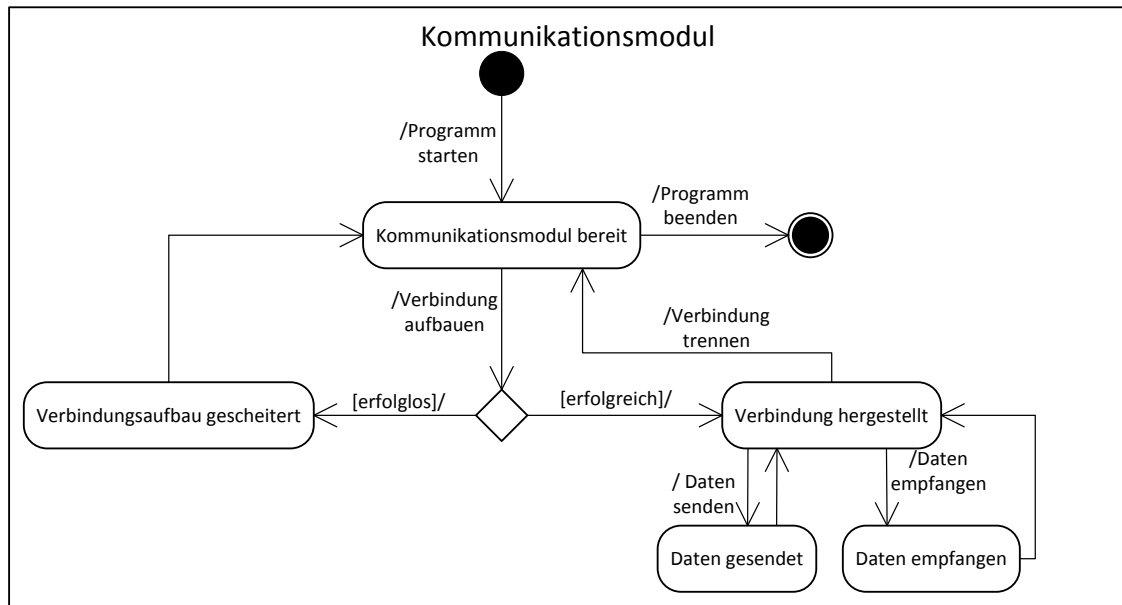 Kommunikationsmodul
/Programm
starten
/Programm
beenden
Kommunikationsmodul bereit
/Verbindung
aufbauen
/Verbindung
trennen
[erfolglos]/
[erfolgreich]/
Verbindungsaufbau gescheitert
Verbindung hergestellt
/ Daten
senden
/Daten
empfangen
Daten gesendet
Daten empfangen